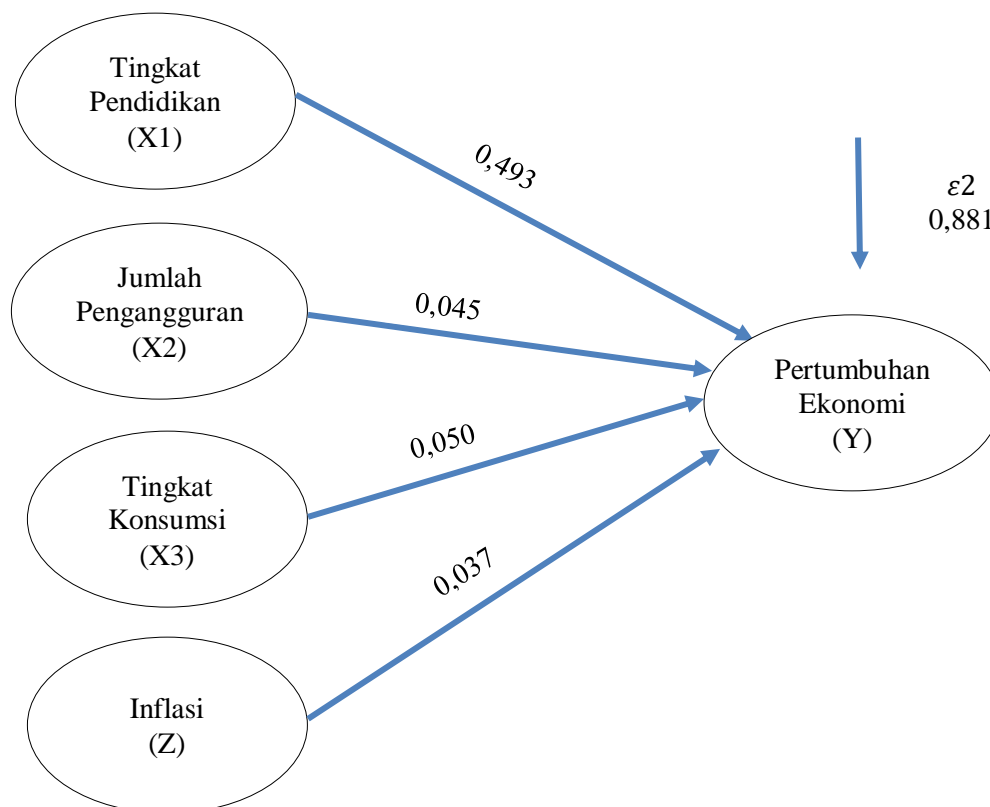 Tingkat
Pendidikan
(X1)
0,493
ε2
0,881
Jumlah
Pengangguran
(X2)
0,045
Pertumbuhan
Ekonomi
(Y)
Tingkat
Konsumsi
(X3)
0,050
0,037
Inflasi
(Z)